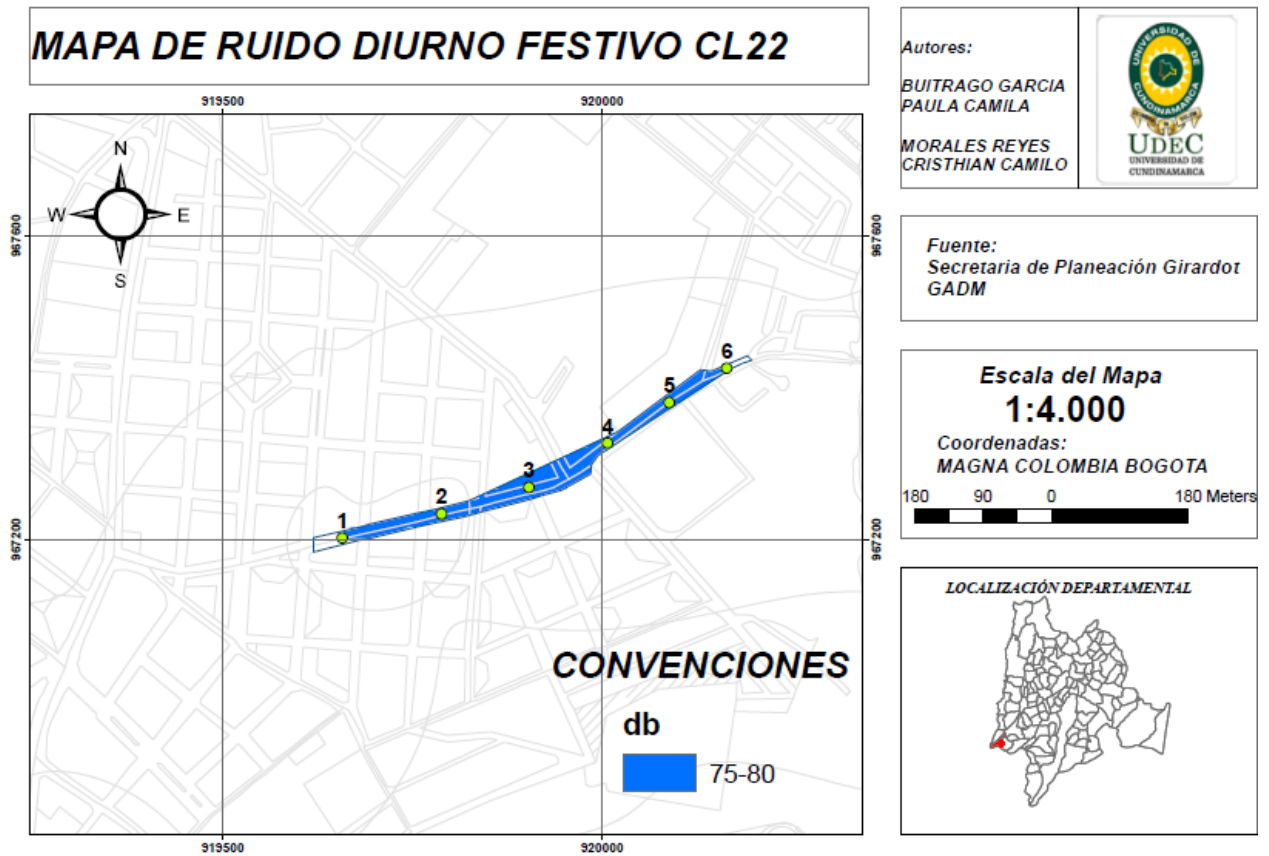 MAPA DE RUIDO DIURNO FESTIVO CL22
Autores:
BUITRAGO GARCIA
PAULA CAMILA
MORALES REYES
CRISTHIAN CAMILO
UNIVERSIDAD DE
CUNDINAMARCA
UDEC
UNIVERSIDAD DE
CUNDINAMARCA
919500
920000
N
W
E
S
967600
967600
967200
967200
6
5
4
3
2
1
CONVENCIONES
db
75-80
919500
920000
Fuente:
Secretaria de Planeación Girardot
GADM
Escala del Mapa
1:4.000
Coordenadas:
MAGNA COLOMBIA BOGOTA
180 90 0 180 Meters
LOCALIZACIÓN DEPARTAMENTAL